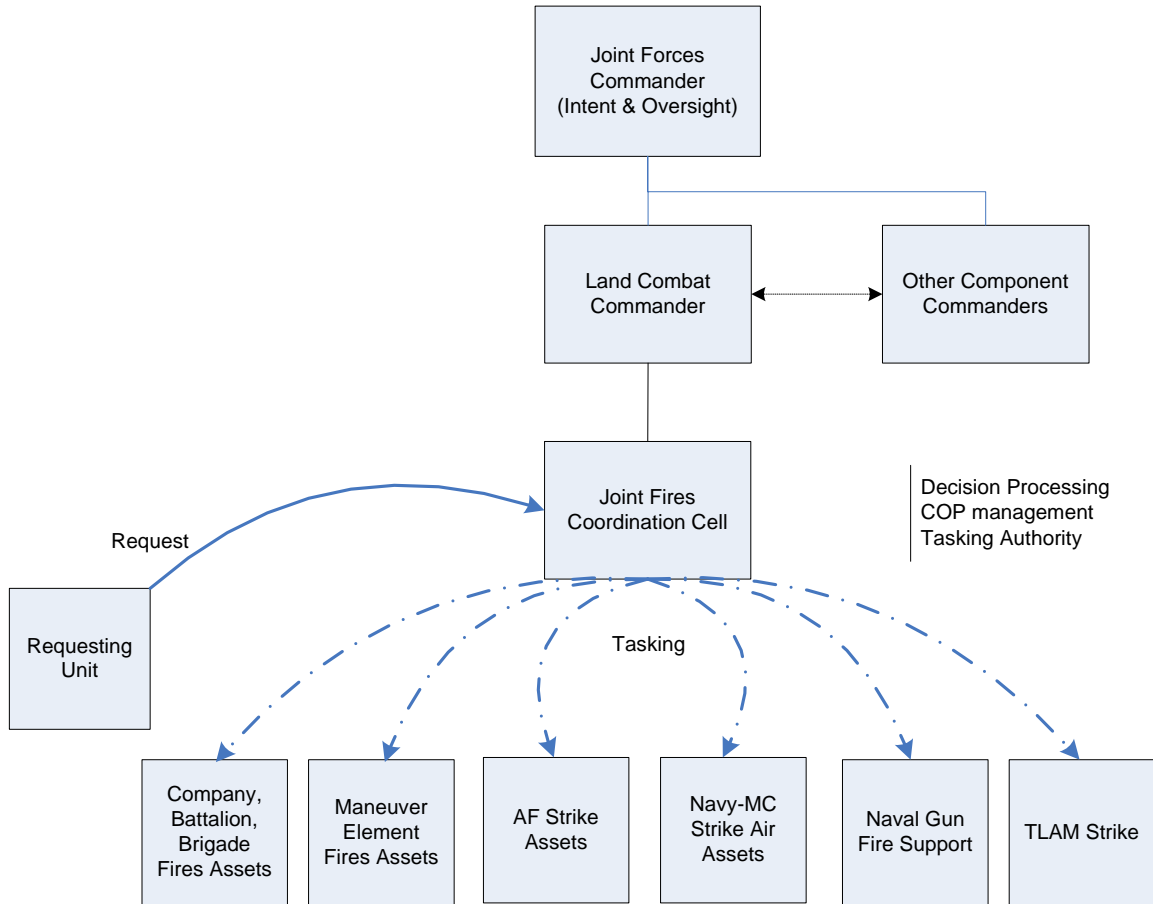 Joint Forces
Commander
(Intent & Oversight)
Land Combat
Commander
Other Component
Commanders
Joint Fires
Coordination Cell
Decision Processing
COP management
Tasking Authority
Request
Requesting
Unit
Tasking
Company,
Battalion,
Brigade
Fires Assets
Maneuver
Element
Fires Assets
AF Strike
Assets
Navy-MC
Strike Air
Assets
Naval Gun
Fire Support
TLAM Strike